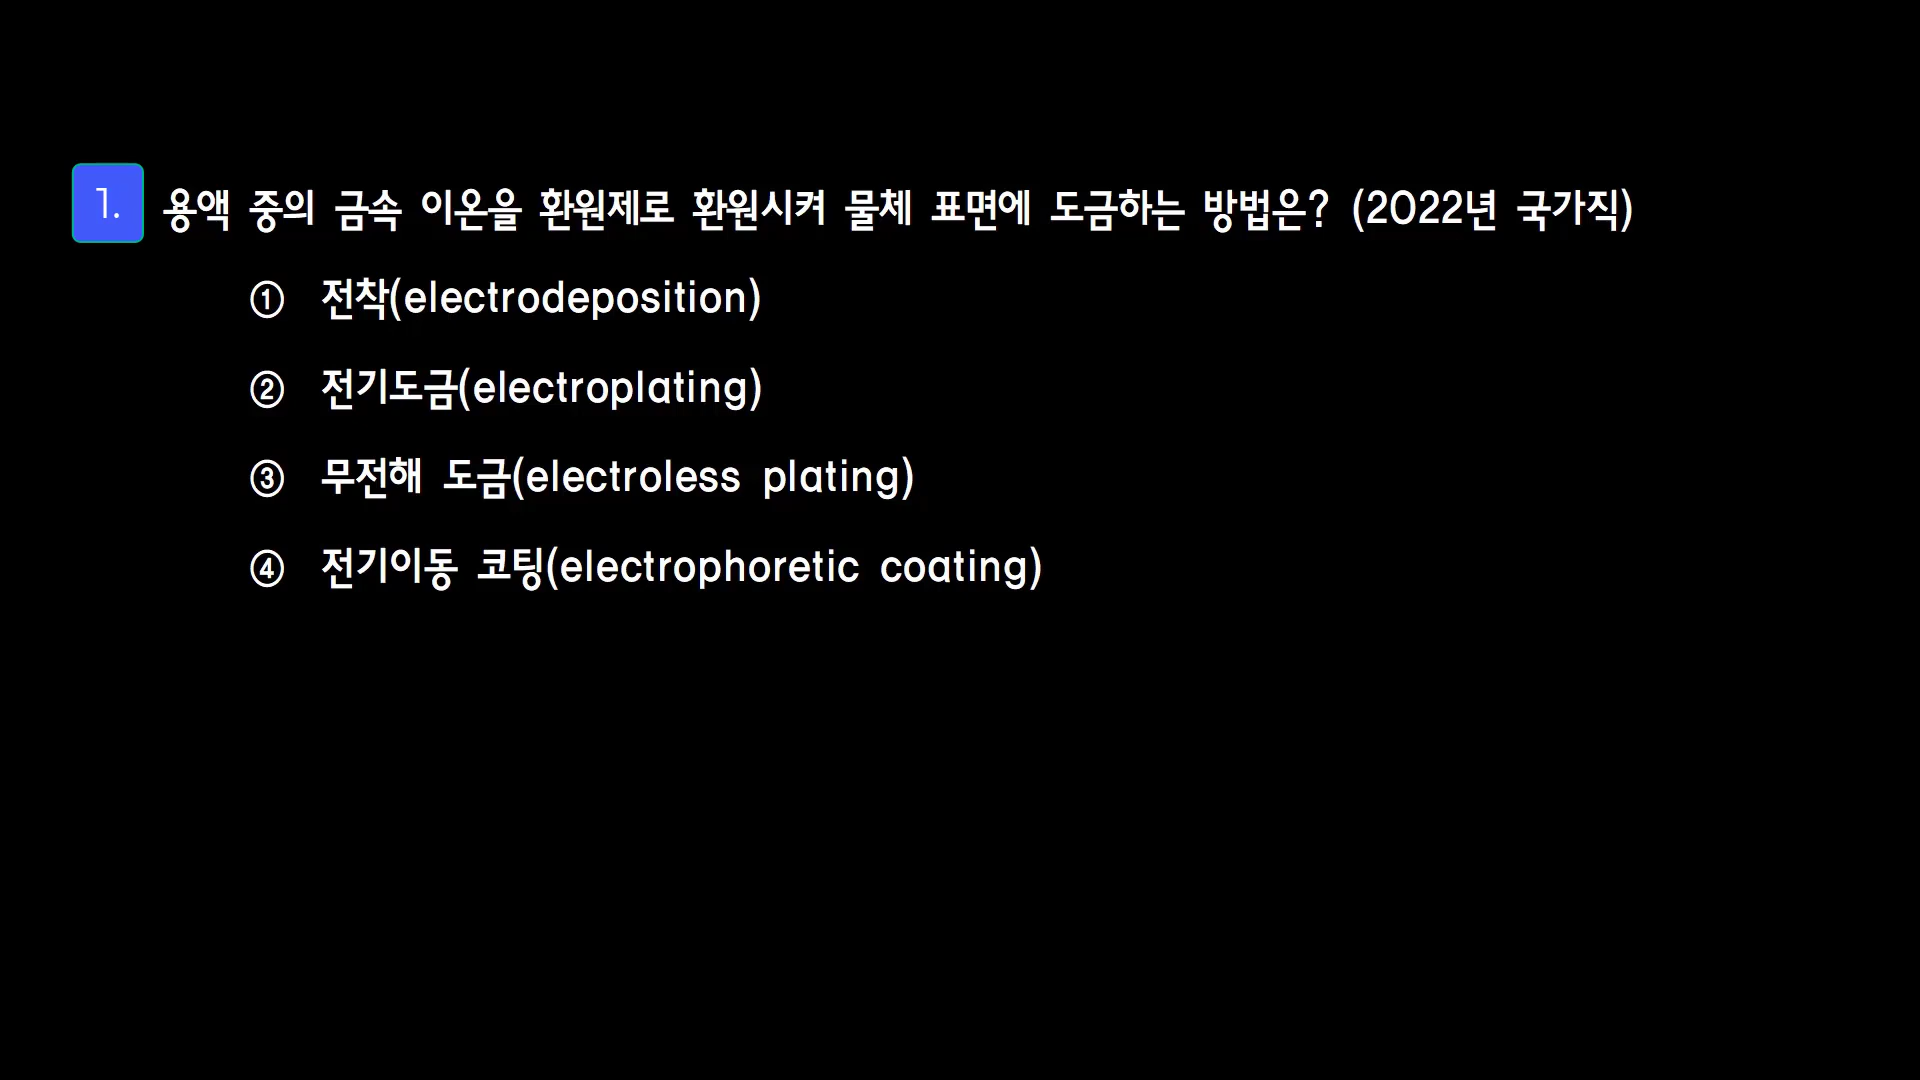 1. 용액 중의 금속 이온을 환원제로 환원시켜 물체 표면에 도금하는 방법은? (2022년 국가직)
① 전착(electrodeposition)
② 전기도금(electroplating)
③ 무전해 도금(electroless plating)
④ 전기이동 코팅(electrophoretic coating)